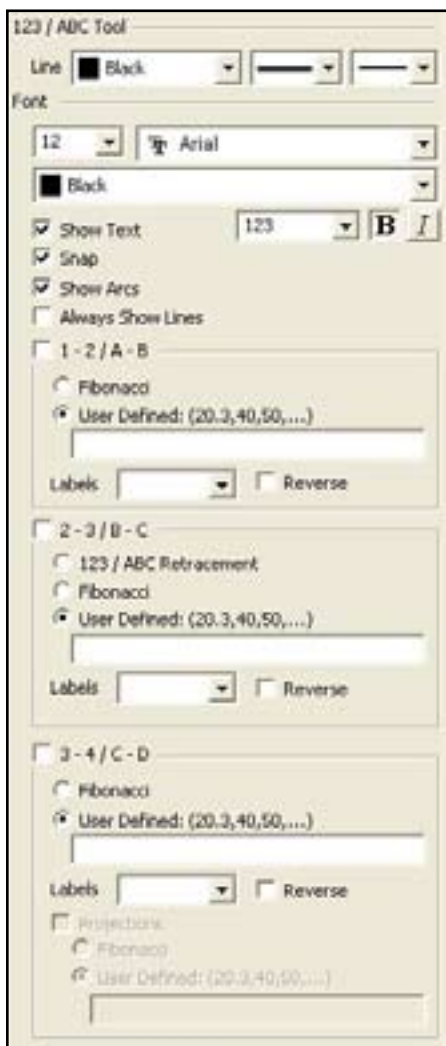 123 / ABC Tool
Line Black
Font
12 Arial
Black
Show Text 123 B I
Snap
Show Arcs
Always Show Lines
1 - 2 / A - B
Fibonacci
User Defined: (20.3,40,50,...)
Labels Reverse
2 - 3 / B - C
123 / ABC Retracement
Fibonacci
User Defined: (20.3,40,50,...)
Labels Reverse
3 - 4 / C - D
Fibonacci
User Defined: (20.3,40,50,...)
Labels Reverse
Projections
Fibonacci
User Defined: (20.3,40,50,...)